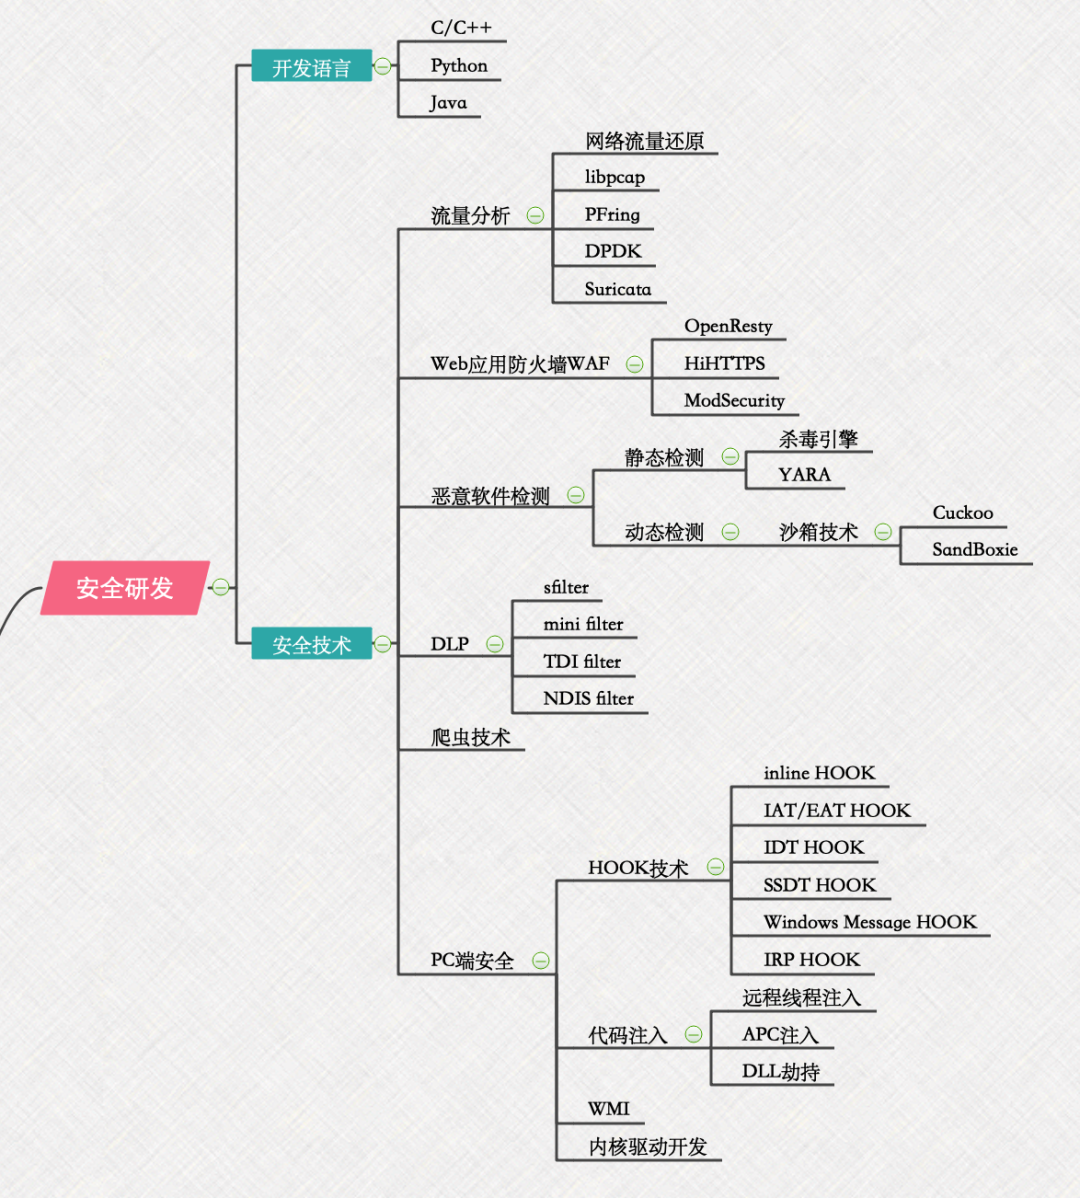 C/C++
开发语言
Python
Java
网络流量还原
libpcap
流量分析
PFring
DPDK
Suricata
OpenResty
Web应用防火墙WAF
HiHTTPS
ModSecurity
杀毒引擎
静态检测
YARA
恶意软件检测
Cuckoo
动态检测
沙箱技术
SandBoxie
安全研发
sfilter
mini filter
安全技术
DLP
TDI filter
NDIS filter
爬虫技术
inline HOOK
IAT/EAT HOOK
IDT HOOK
HOOK技术
SSDT HOOK
Windows Message HOOK
IRP HOOK
PC端安全
远程线程注入
代码注入
APC注入
DLL劫持
WMI
内核驱动开发